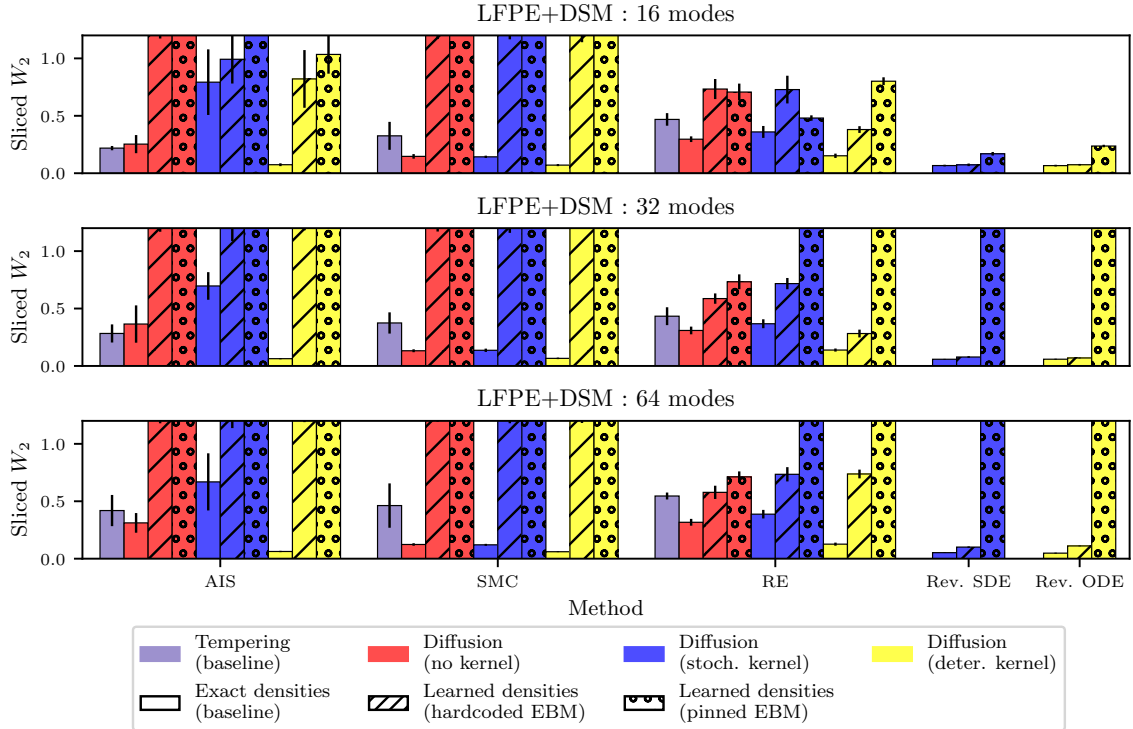 LFPE+DSM : 16 modes
Sliced W₂
1.0
0.5
0.0
LFPE+DSM : 32 modes
Sliced W₂
1.0
0.5
0.0
LFPE+DSM : 64 modes
Sliced W₂
1.0
0.5
0.0
AIS SMC RE Rev. SDE Rev. ODE
Method
Tempering
(baseline)
Diffusion
(no kernel)
Diffusion
(stoch. kernel)
Diffusion
(deter. kernel)
Exact densities
(baseline)
Learned densities
(hardcoded EBM)
Learned densities
(pinned EBM)